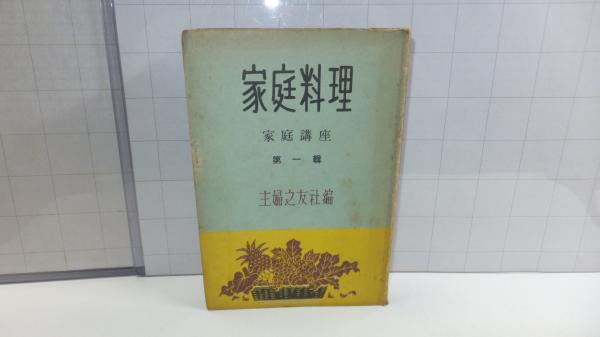 家庭料理
家庭講座
第一輯
主婦之友社編